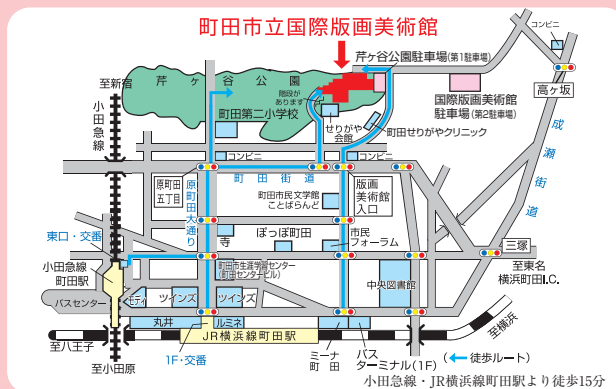 町田市立国際版画美術館
コンビニ
芹ヶ谷公園駐車場(第1駐車場)
至新宿
芹ヶ谷公園
階段が
あります
高ヶ坂
国際版画美術館
駐車場(第2駐車場)
小田急線
町田第二小学校
せりがや
会館
町田せりがやクリニック
成瀬街道
コンビニ
コンビニ
町田街道
原町田
五丁目
原町田大通り
版画
美術館
入口
町田市民文学館
ことばらんど
東口・交番
寺
ぽっぽ町田
市民
フォーラム
三塚
小田急線
町田駅
町田市生涯学習センター
(町田センタービル)
至東名
横浜町田I.C.
中央図書館
バスセンター
モディ
ツインズ
ツインズ
丸井
ルミネ
JR横浜線町田駅
至横浜
至八王子
1F・交番
ミーナ
町田
バス
ターミナル(1F)
(←徒歩ルート)
至小田原
小田急線・JR横浜線町田駅より徒歩15分